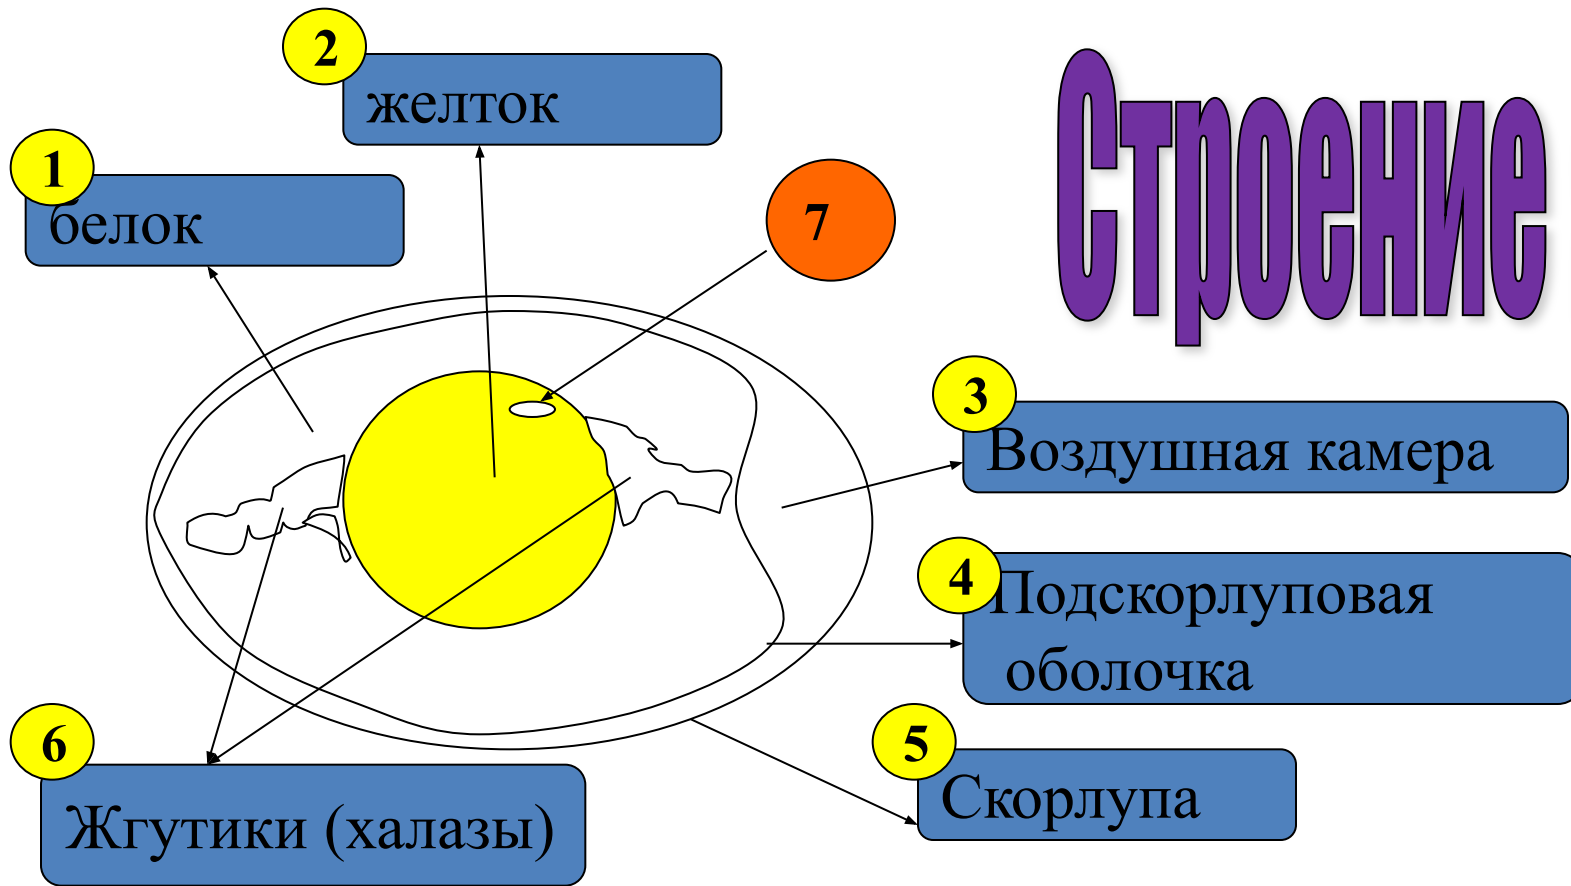 Строение
2
желток
1
белок
7
3
Воздушная камера
4
Подскорлуповая
оболочка
5
Скорлупа
6
Жгутики (халазы)